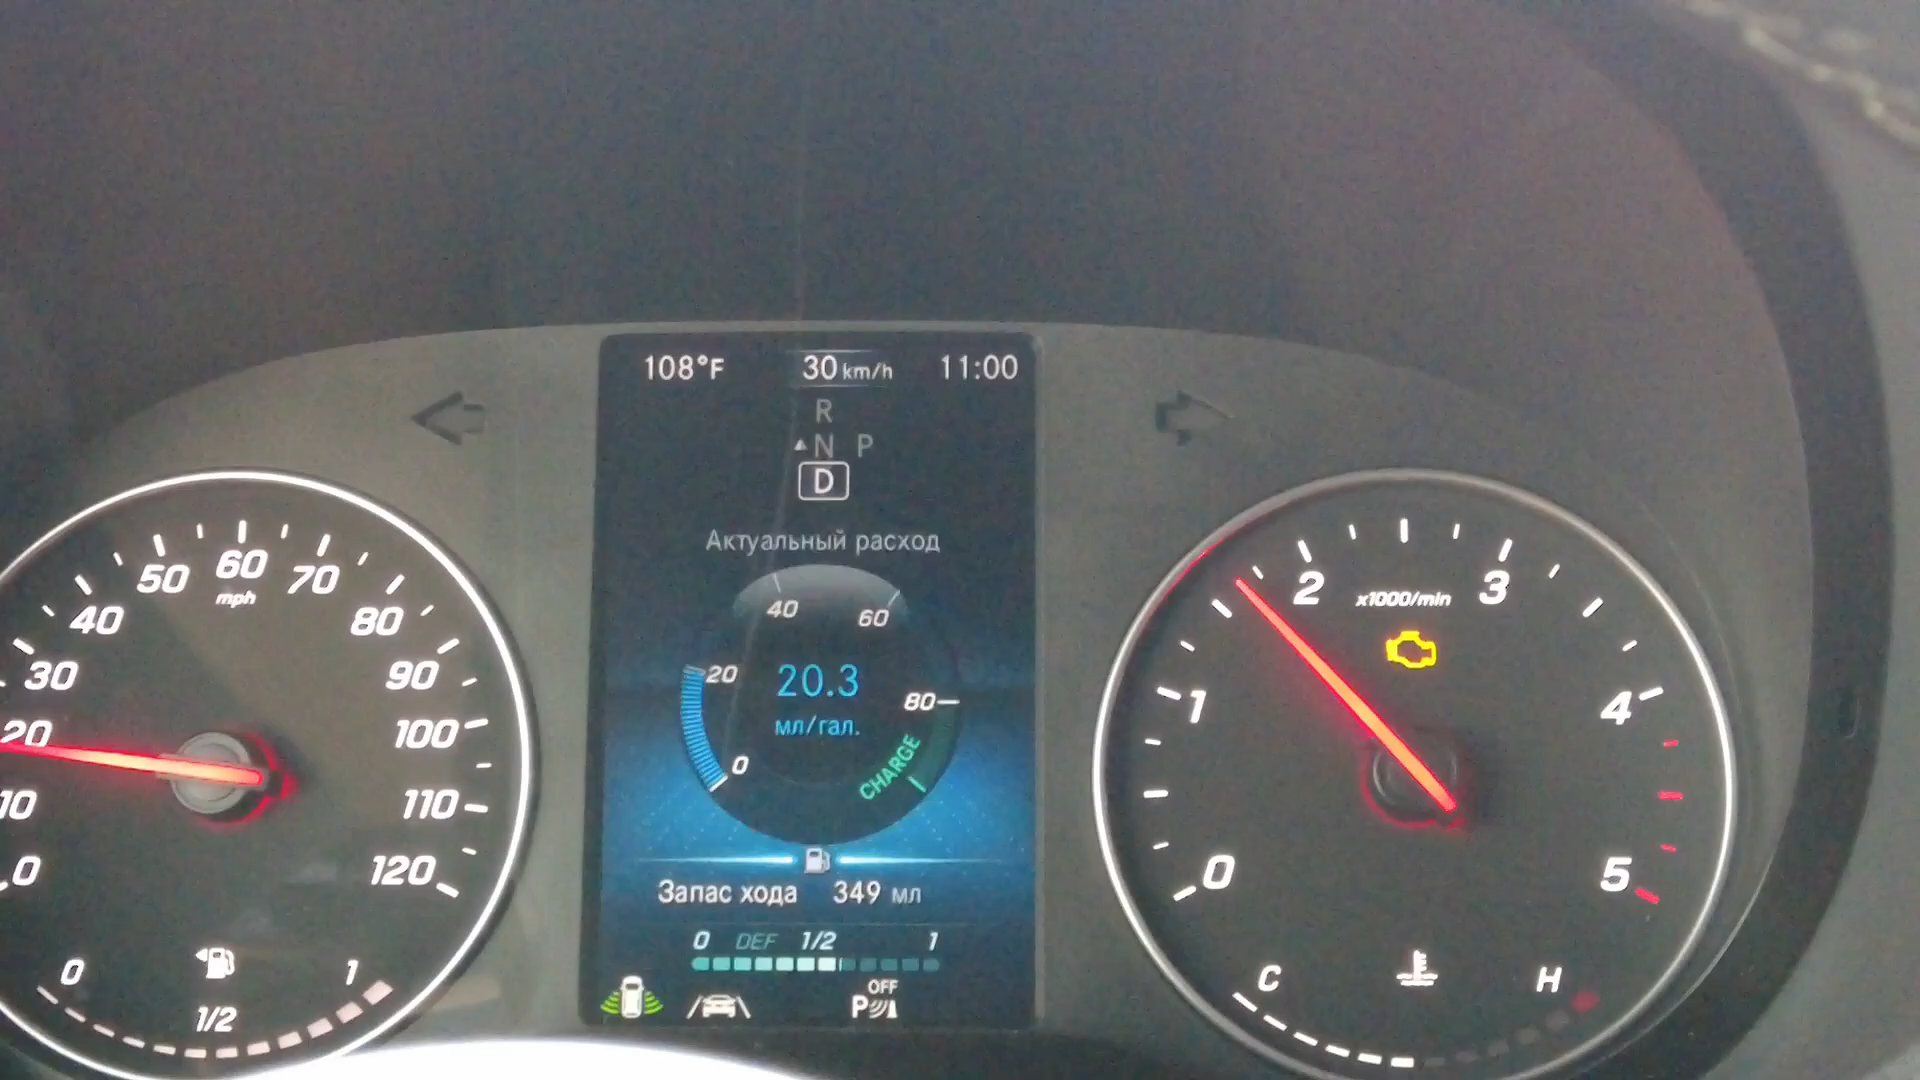 108°F 30 km/h 11:00
R
N P
D
Актуальный расход
0 20 40 60 80
20.3
мл/гал.
CHARGE
Запас хода 349 мл
0 DEF 1/2 1
OFF
P
0 10 20 30 40 50 60 70 80 90 100 110 120
mph
0 1/2 1
0 1 2 3 4 5
x1000/min
C H